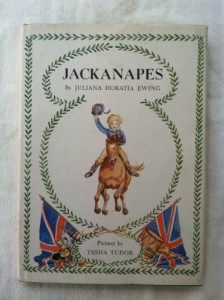 JACKANAPES
By JULIANA HORATIA EWING
Pictures by
TASHA TUDOR